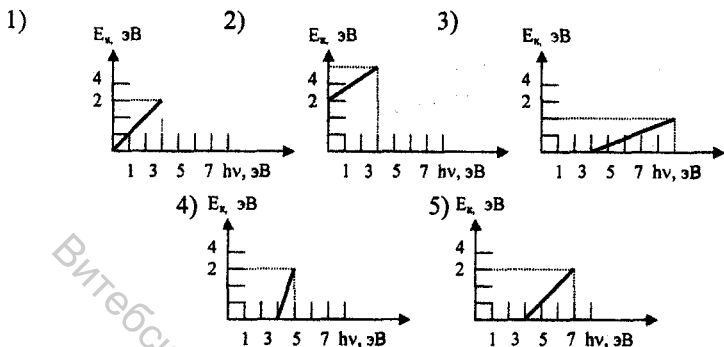 1) Eк, эВ 2) Eк, эВ 3) Eк, эВ
4 4 4
2 2 2
1 3 5 7 hν, эВ 1 3 5 7 hν, эВ 1 3 5 7 hν, эВ
4) Eк, эВ 5) Eк, эВ
4 4
2 2
1 3 5 7 hν, эВ 1 3 5 7 hν, эВ